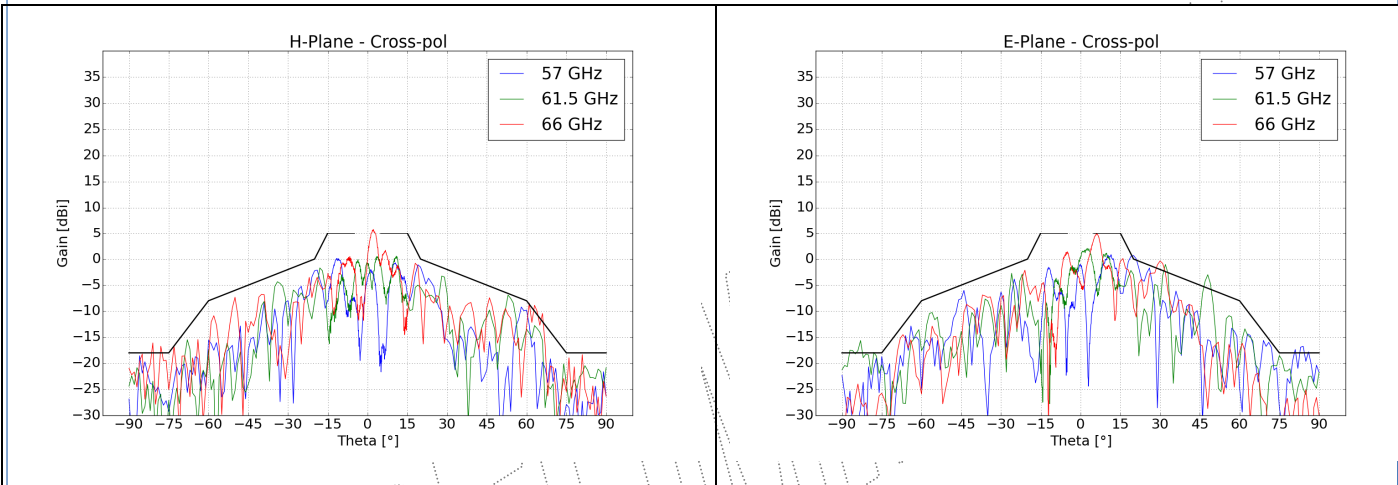 H-Plane - Cross-pol
57 GHz
61.5 GHz
66 GHz
35
30
25
20
15
10
5
0
−5
−10
−15
−20
−25
−30
Gain [dBi]
−90 −75 −60 −45 −30 −15 0 15 30 45 60 75 90
Theta [°]
E-Plane - Cross-pol
57 GHz
61.5 GHz
66 GHz
35
30
25
20
15
10
5
0
−5
−10
−15
−20
−25
−30
Gain [dBi]
−90 −75 −60 −45 −30 −15 0 15 30 45 60 75 90
Theta [°]